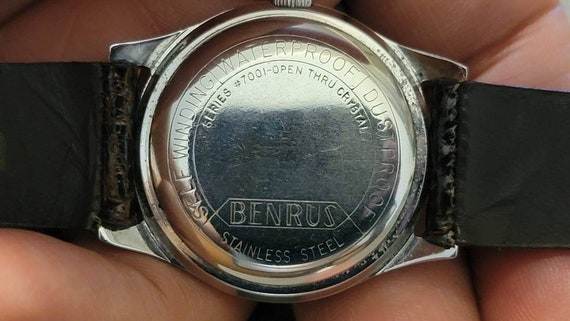 SELF WINDING WATERPROOF DUSTPROOF
SERIES #7001-OPEN THRU CRYSTAL
BENRUS
STAINLESS STEEL